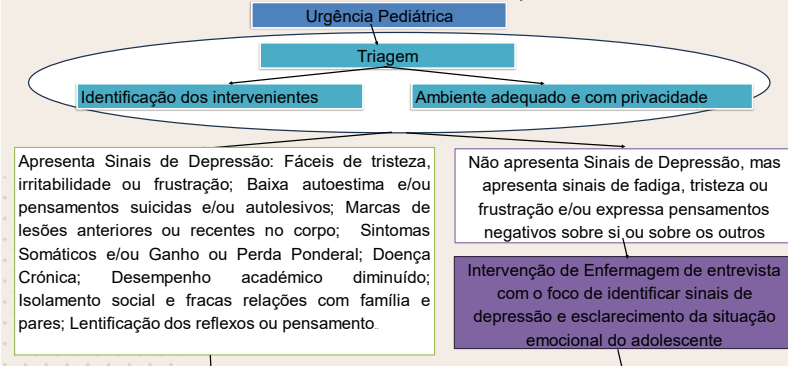 Urgência Pediátrica
Triagem
Identificação dos intervenientes
Ambiente adequado e com privacidade
Apresenta Sinais de Depressão: Fáceis de tristeza,
irritabilidade ou frustração; Baixa autoestima e/ou
pensamentos suicidas e/ou autolesivos; Marcas de
lesões anteriores ou recentes no corpo; Sintomas
Somáticos e/ou Ganho ou Perda Ponderal; Doença
Crónica; Desempenho académico diminuído;
Isolamento social e fracas relações com família e
pares; Lentificação dos reflexos ou pensamento.
Não apresenta Sinais de Depressão, mas
apresenta sinais de fadiga, tristeza ou
frustração e/ou expressa pensamentos
negativos sobre si ou sobre os outros
Intervenção de Enfermagem de entrevista
com o foco de identificar sinais de
depressão e esclarecimento da situação
emocional do adolescente